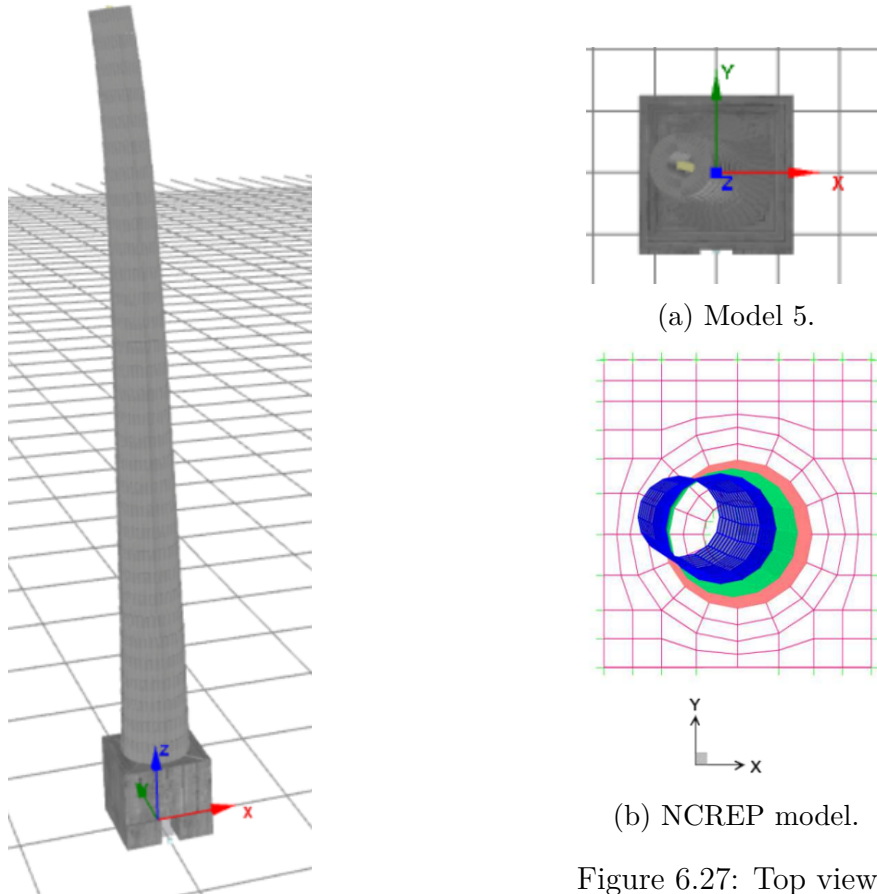 Z
X
Y
Z
X
(a) Model 5.
Y
X
(b) NCREP model.
Figure 6.27: Top view